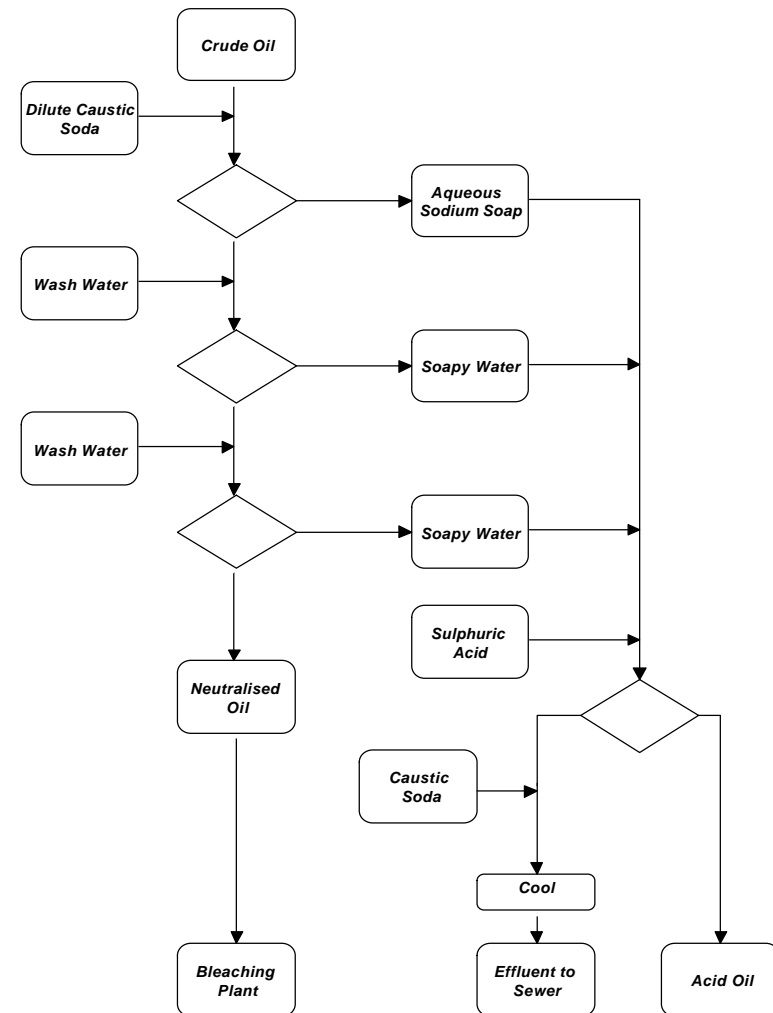 Crude Oil
Dilute Caustic
Soda
Aqueous
Sodium Soap
Wash Water
Soapy Water
Wash Water
Soapy Water
Sulphuric
Acid
Neutralised
Oil
Caustic
Soda
Cool
Bleaching
Plant
Effluent to
Sewer
Acid Oil